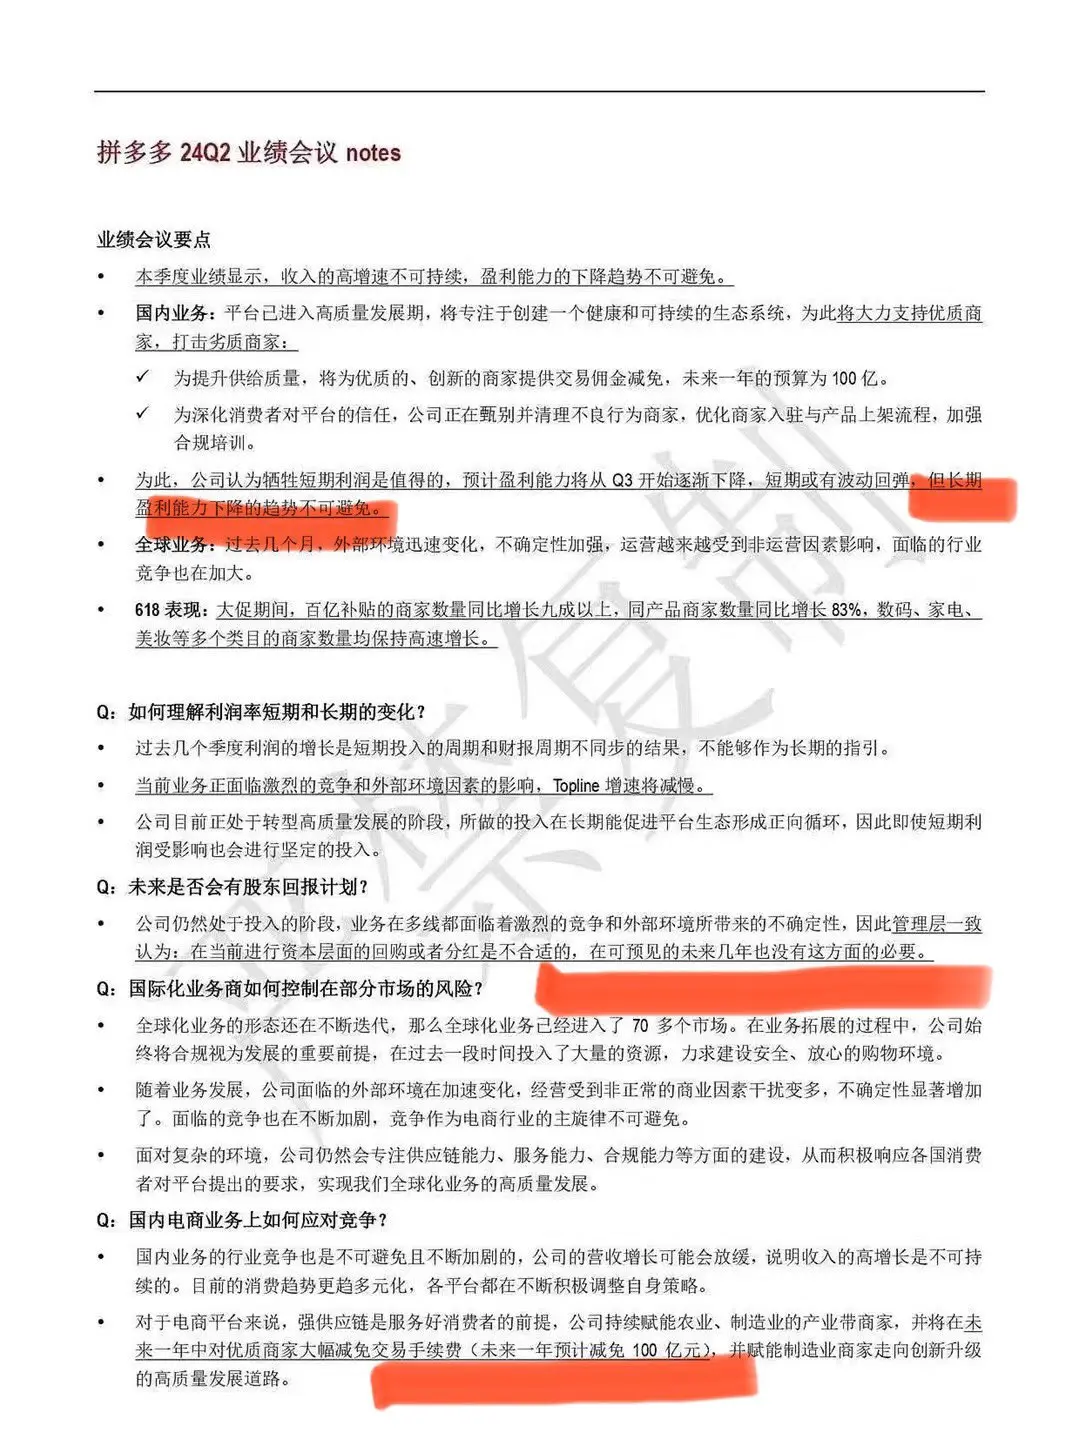 拼多多 24Q2 业绩会议 notes
业绩会议要点
• 本季度业绩显示，收入的高增速不可持续，盈利能力的下降趋势不可避免。
• 国内业务：平台已进入高质量发展期，将专注于创建一个健康和可持续的生态系统，为此将大力支持优质商
家，打击劣质商家：
✓ 为提升供给质量，将为优质的、创新的商家提供交易佣金减免，未来一年的预算为 100 亿。
✓ 为深化消费者对平台的信任，公司正在甄别并清理不良行为商家，优化商家入驻与产品上架流程，加强
合规培训。
• 为此，公司认为牺牲短期利润是值得的，预计盈利能力将从 Q3 开始逐渐下降，短期或有波动回弹，但长期
盈利能力下降的趋势不可避免。
• 全球业务：过去几个月，外部环境迅速变化，不确定性加强，运营越来越受到非运营因素影响，面临的行业
竞争也在加大。
• 618 表现：大促期间，百亿补贴的商家数量同比增长九成以上，同产品商家数量同比增长 83%，数码、家电、
美妆等多个类目的商家数量均保持高速增长。
Q：如何理解利润率短期和长期的变化？
• 过去几个季度利润的增长是短期投入的周期和财报周期不同步的结果，不能够作为长期的指引。
• 当前业务正面临激烈的竞争和外部环境因素的影响，Topline 增速将减慢。
• 公司目前正处于转型高质量发展的阶段，所做的投入在长期能促进平台生态形成正向循环，因此即使短期利
润受影响也会进行坚定的投入。
Q：未来是否会有股东回报计划？
• 公司仍然处于投入的阶段，业务在多线都面临着激烈的竞争和外部环境所带来的不确定性，因此管理层一致
认为：在当前进行资本层面的回购或者分红是不合适的，在可预见的未来几年也没有这方面的必要。
Q：国际化业务商如何控制在部分市场的风险？
• 全球化业务的形态还在不断迭代，那么全球化业务已经进入了 70 多个市场。在业务拓展的过程中，公司始
终将合规视为发展的重要前提，在过去一段时间投入了大量的资源，力求建设安全、放心的购物环境。
• 随着业务发展，公司面临的外部环境在加速变化，经营受到非正常的商业因素干扰变多，不确定性显著增加
了。面临的竞争也在不断加剧，竞争作为电商行业的主旋律不可避免。
• 面对复杂的环境，公司仍然会专注供应链能力、服务能力、合规能力等方面的建设，从而积极响应各国消费
者对平台提出的要求，实现我们全球化业务的高质量发展。
Q：国内电商业务上如何应对竞争？
• 国内业务的行业竞争也是不可避免且不断加剧的，公司的营收增长可能会放缓，说明收入的高增长是不可持
续的。目前的消费趋势更趋多元化，各平台都在不断积极调整自身策略。
• 对于电商平台来说，强供应链是服务好消费者的前提，公司持续赋能农业、制造业的产业带商家，并将在未
来一年中对优质商家大幅减免交易手续费（未来一年预计减免 100 亿元），并赋能制造业商家走向创新升级
的高质量发展道路。
严禁复制